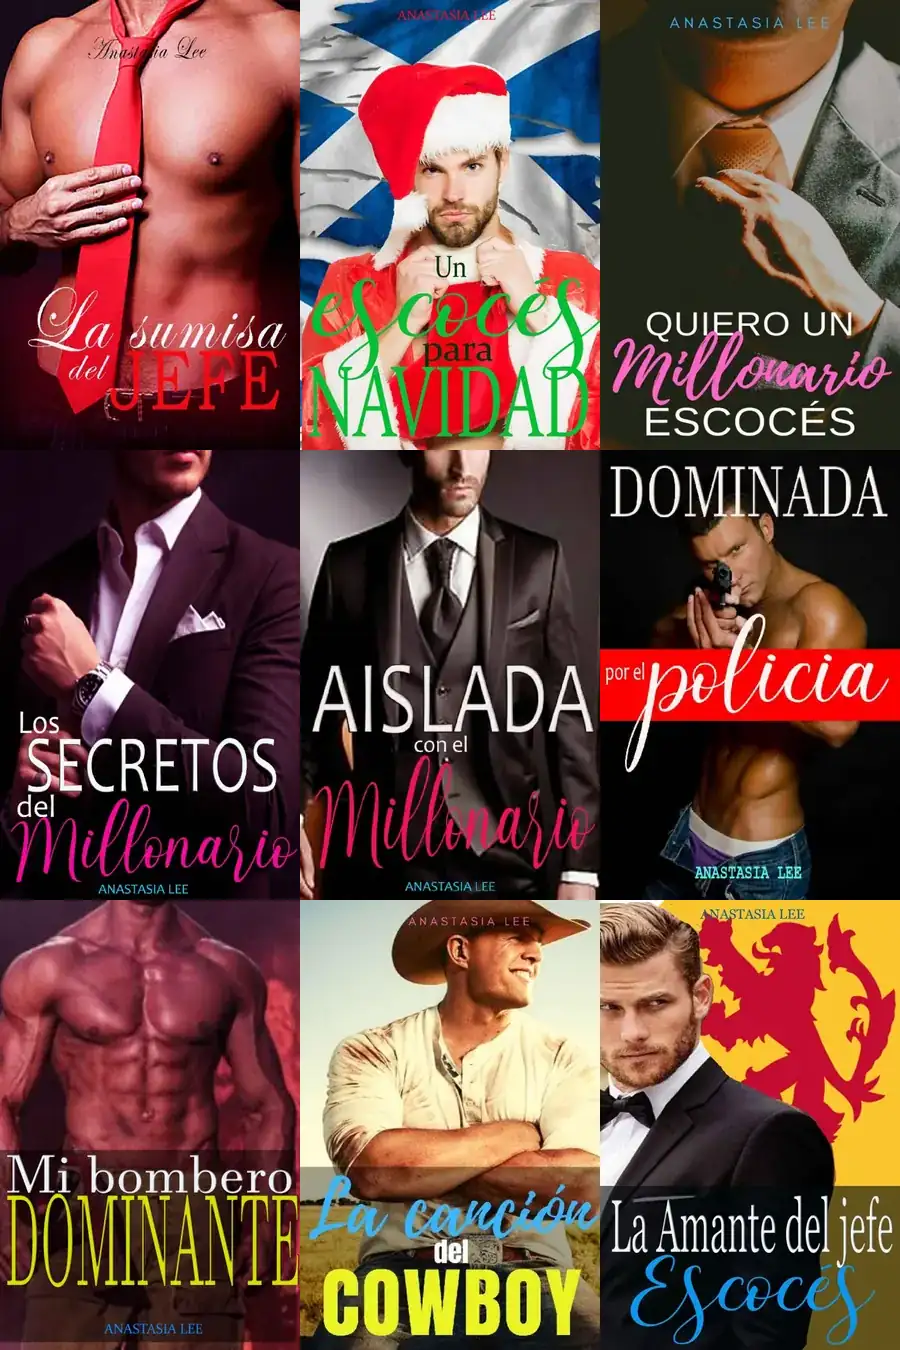 Anastasia Lee
La sumisa
del JEFE
ANASTASIA LEE
Un
escocés
para
NAVIDAD
ANASTASIA LEE
QUIERO UN
Millonario
ESCOCÉS
Los
SECRETOS
del
Millonario
ANASTASIA LEE
AISLADA
con el
Millonario
ANASTASIA LEE
DOMINADA
por el policia
ANASTASIA LEE
Mi bombero
DOMINANTE
ANASTASIA LEE
ANASTASIA LEE
La canción
del
COWBOY
ANASTASIA LEE
La Amante del jefe
Escocés